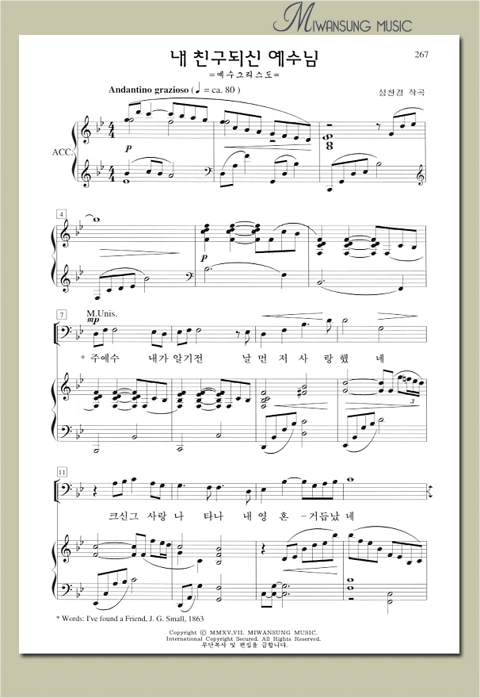 MIWANSUNG MUSIC
내 친구되신 예수님
267
=예수그리스도=
Andantino grazioso (♩ = ca. 80 )
심천경 작곡
ACC.
p
4
p
7
M.Unis.
mp
* 주예수 내가 알기전 날 먼 저 사 랑 했 네
3
11
크신그 사랑 나 타나 내 영 혼 -거듭났 네
* Words: I've found a Friend, J. G. Small, 1863
Copyright © MMXV.VII. MIWANSUNG MUSIC.
International Copyright Secured. All Rights Reserved.
무단복사 및 편집을 금합니다.